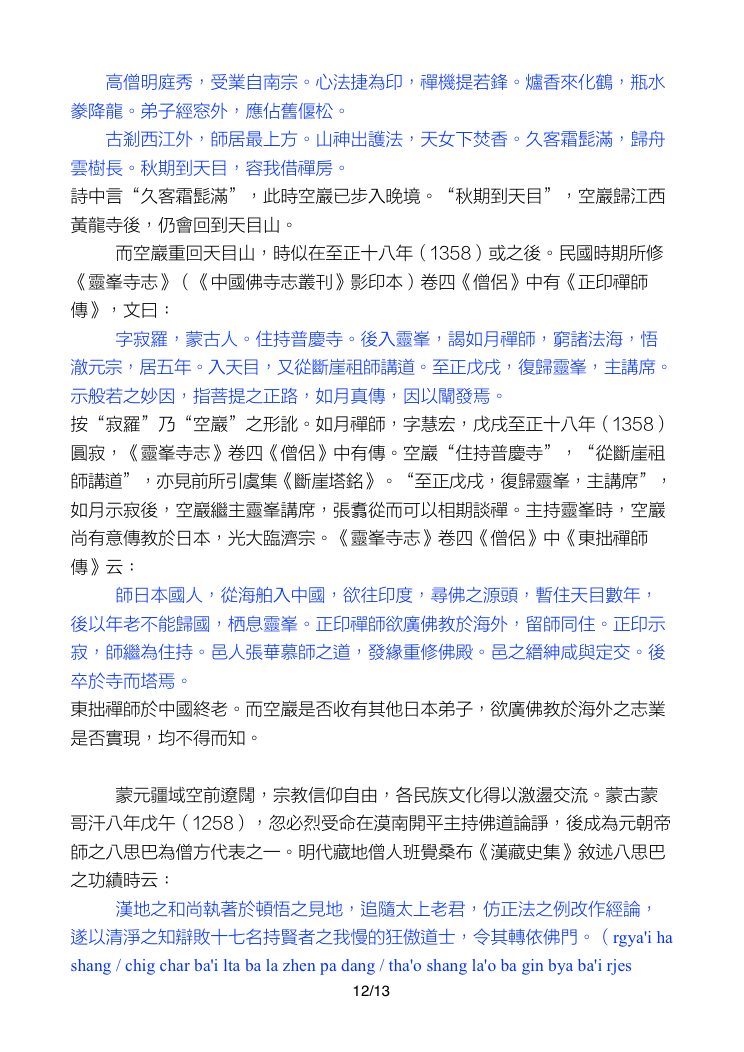 高僧明庭秀，受業自南宗。心法捷為印，禪機提若鋒。爐香來化鶴，瓶水
豢降龍。弟子經窓外，應佔舊偃松。
古剎西江外，師居最上方。山神出護法，天女下焚香。久客霜髭滿，歸舟
雲樹長。秋期到天目，容我借禪房。
詩中言“久客霜髭滿”，此時空巖已步入晚境。“秋期到天目”，空巖歸江西
黃龍寺後，仍會回到天目山。
而空巖重回天目山，時似在至正十八年（1358）或之後。民國時期所修
《靈峯寺志》（《中國佛寺志叢刊》影印本）卷四《僧侶》中有《正印禪師
傳》，文曰：
字寂羅，蒙古人。住持普慶寺。後入靈峯，謁如月禪師，窮諸法海，悟
澈元宗，居五年。入天目，又從斷崖祖師講道。至正戊戌，復歸靈峯，主講席。
示般若之妙因，指菩提之正路，如月真傳，因以闡發焉。
按“寂羅”乃“空巖”之形訛。如月禪師，字慧宏，戊戌至正十八年（1358）
圓寂，《靈峯寺志》卷四《僧侶》中有傳。空巖“住持普慶寺”，“從斷崖祖
師講道”，亦見前所引虞集《斷崖塔銘》。“至正戊戌，復歸靈峯，主講席”，
如月示寂後，空巖繼主靈峯講席，張翥從而可以相期談禪。主持靈峯時，空巖
尚有意傳教於日本，光大臨濟宗。《靈峯寺志》卷四《僧侶》中《東拙禪師
傳》云：
師日本國人，從海舶入中國，欲往印度，尋佛之源頭，暫住天目數年，
後以年老不能歸國，栖息靈峯。正印禪師欲廣佛教於海外，留師同住。正印示
寂，師繼為住持。邑人張華慕師之道，發緣重修佛殿。邑之縉紳咸與定交。後
卒於寺而塔焉。
東拙禪師於中國終老。而空巖是否收有其他日本弟子，欲廣佛教於海外之志業
是否實現，均不得而知。
蒙元疆域空前遼闊，宗教信仰自由，各民族文化得以激盪交流。蒙古蒙
哥汗八年戊午（1258），忽必烈受命在漠南開平主持佛道論諍，後成為元朝帝
師之八思巴為僧方代表之一。明代藏地僧人班覺桑布《漢藏史集》敘述八思巴
之功績時云：
漢地之和尚執著於頓悟之見地，追隨太上老君，仿正法之例改作經論，
遂以清淨之知辯敗十七名持賢者之我慢的狂傲道士，令其轉依佛門。（rgya'i ha
shang / chig char ba'i lta ba la zhen pa dang / tha'o shang la'o ba gin bya ba'i rjes
12/13